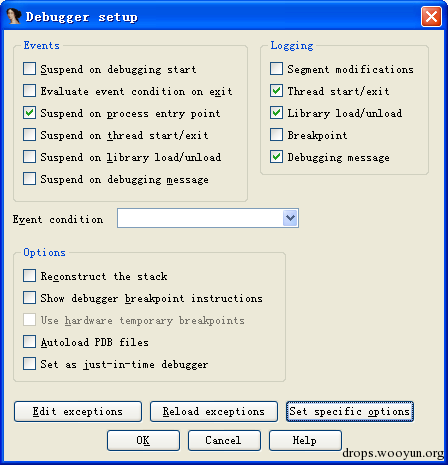 Debugger setup
Events
Suspend on debugging start
Evaluate event condition on exit
Suspend on process entry point
Suspend on thread start/exit
Suspend on library load/unload
Suspend on debugging message
Logging
Segment modifications
Thread start/exit
Library load/unload
Breakpoint
Debugging message
Event condition
Options
Reconstruct the stack
Show debugger breakpoint instructions
Use hardware temporary breakpoints
Autoload PDB files
Set as just-in-time debugger
Edit exceptions
Reload exceptions
Set specific options
OK
Cancel
Help
drops.wooyun.org